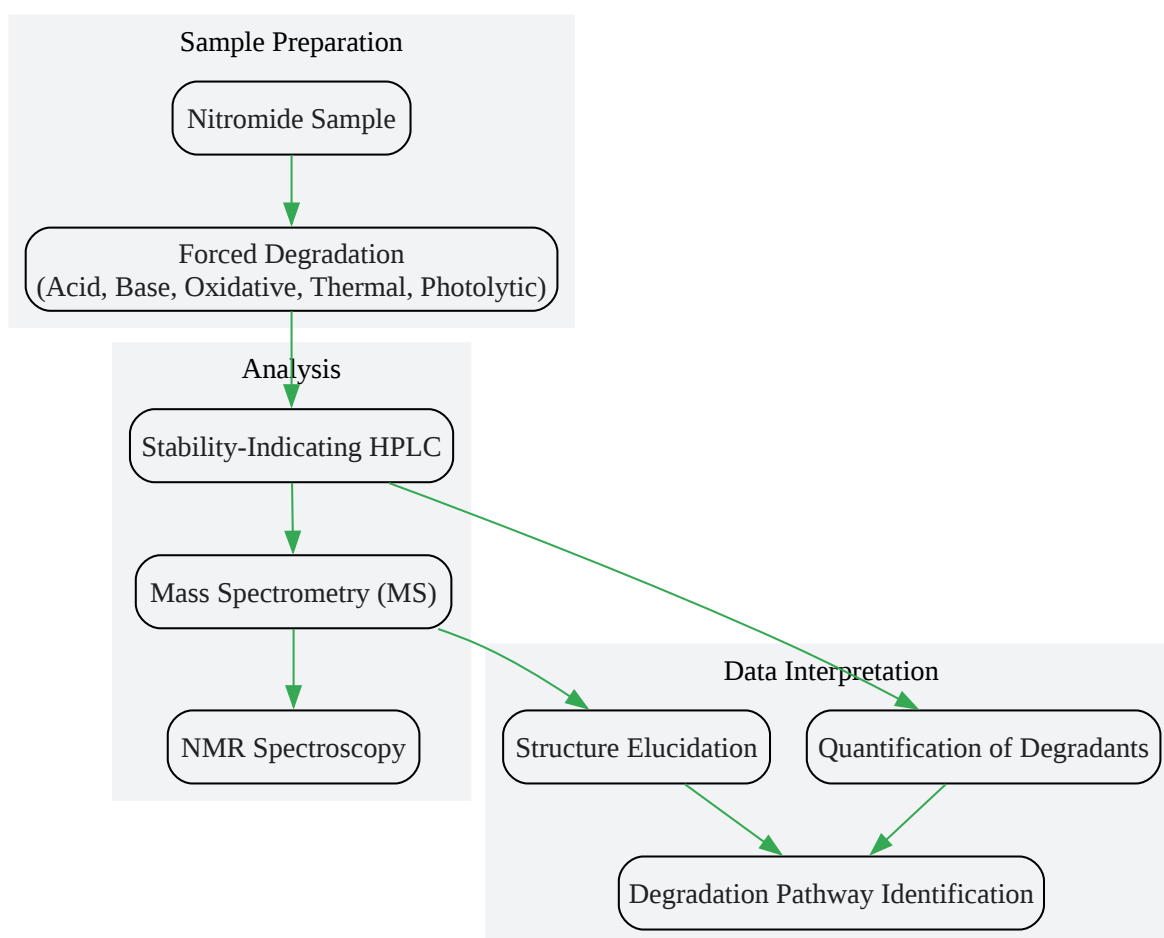 Sample Preparation
Nitromide Sample
Forced Degradation
(Acid, Base, Oxidative, Thermal, Photolytic)
Analysis
Stability-Indicating HPLC
Mass Spectrometry (MS)
NMR Spectroscopy
Data Interpretation
Structure Elucidation
Quantification of Degradants
Degradation Pathway Identification